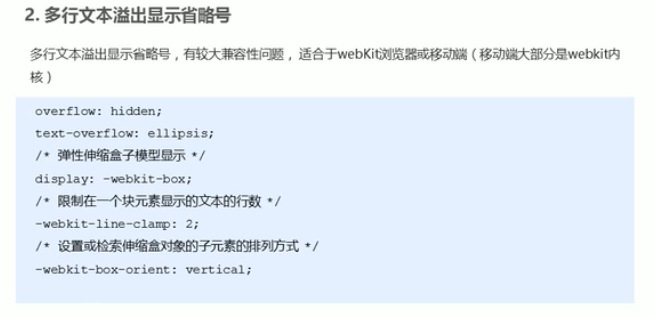 2. 多行文本溢出显示省略号
多行文本溢出显示省略号，有较大兼容性问题，适合于webKit浏览器或移动端（移动端大部分是webkit内
核）
overflow: hidden;
text-overflow: ellipsis;
/* 弹性伸缩盒子模型显示 */
display: -webkit-box;
/* 限制在一个块元素显示的文本的行数 */
-webkit-line-clamp: 2;
/* 设置或检索伸缩盒对象的子元素的排列方式 */
-webkit-box-orient: vertical;